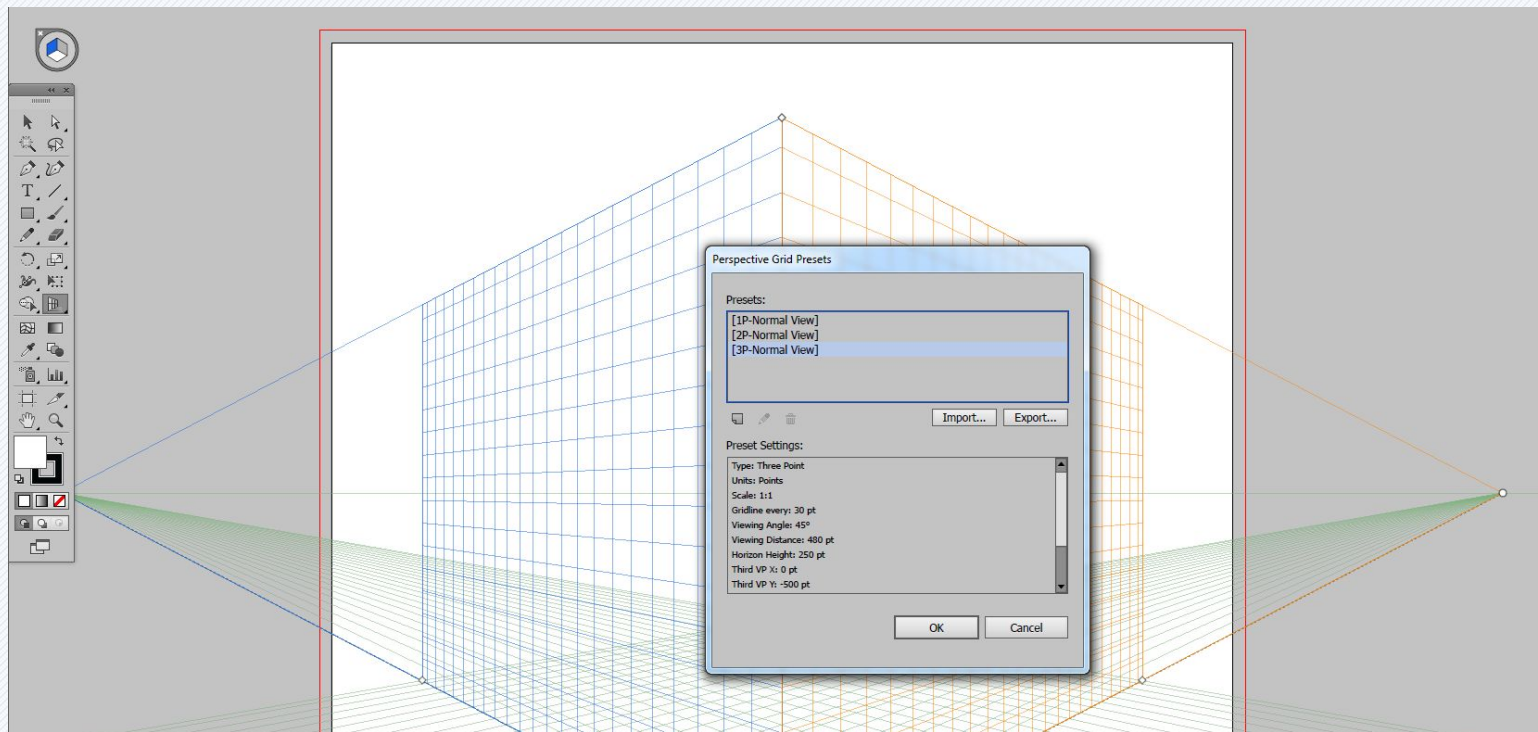 T
Perspective Grid Presets
Presets:
[1P-Normal View]
[2P-Normal View]
[3P-Normal View]
Import... Export...
Preset Settings:
Type: Three Point
Units: Points
Scale: 1:1
Gridline every: 30 pt
Viewing Angle: 45°
Viewing Distance: 480 pt
Horizon Height: 250 pt
Third VP X: 0 pt
Third VP Y: -500 pt
OK Cancel